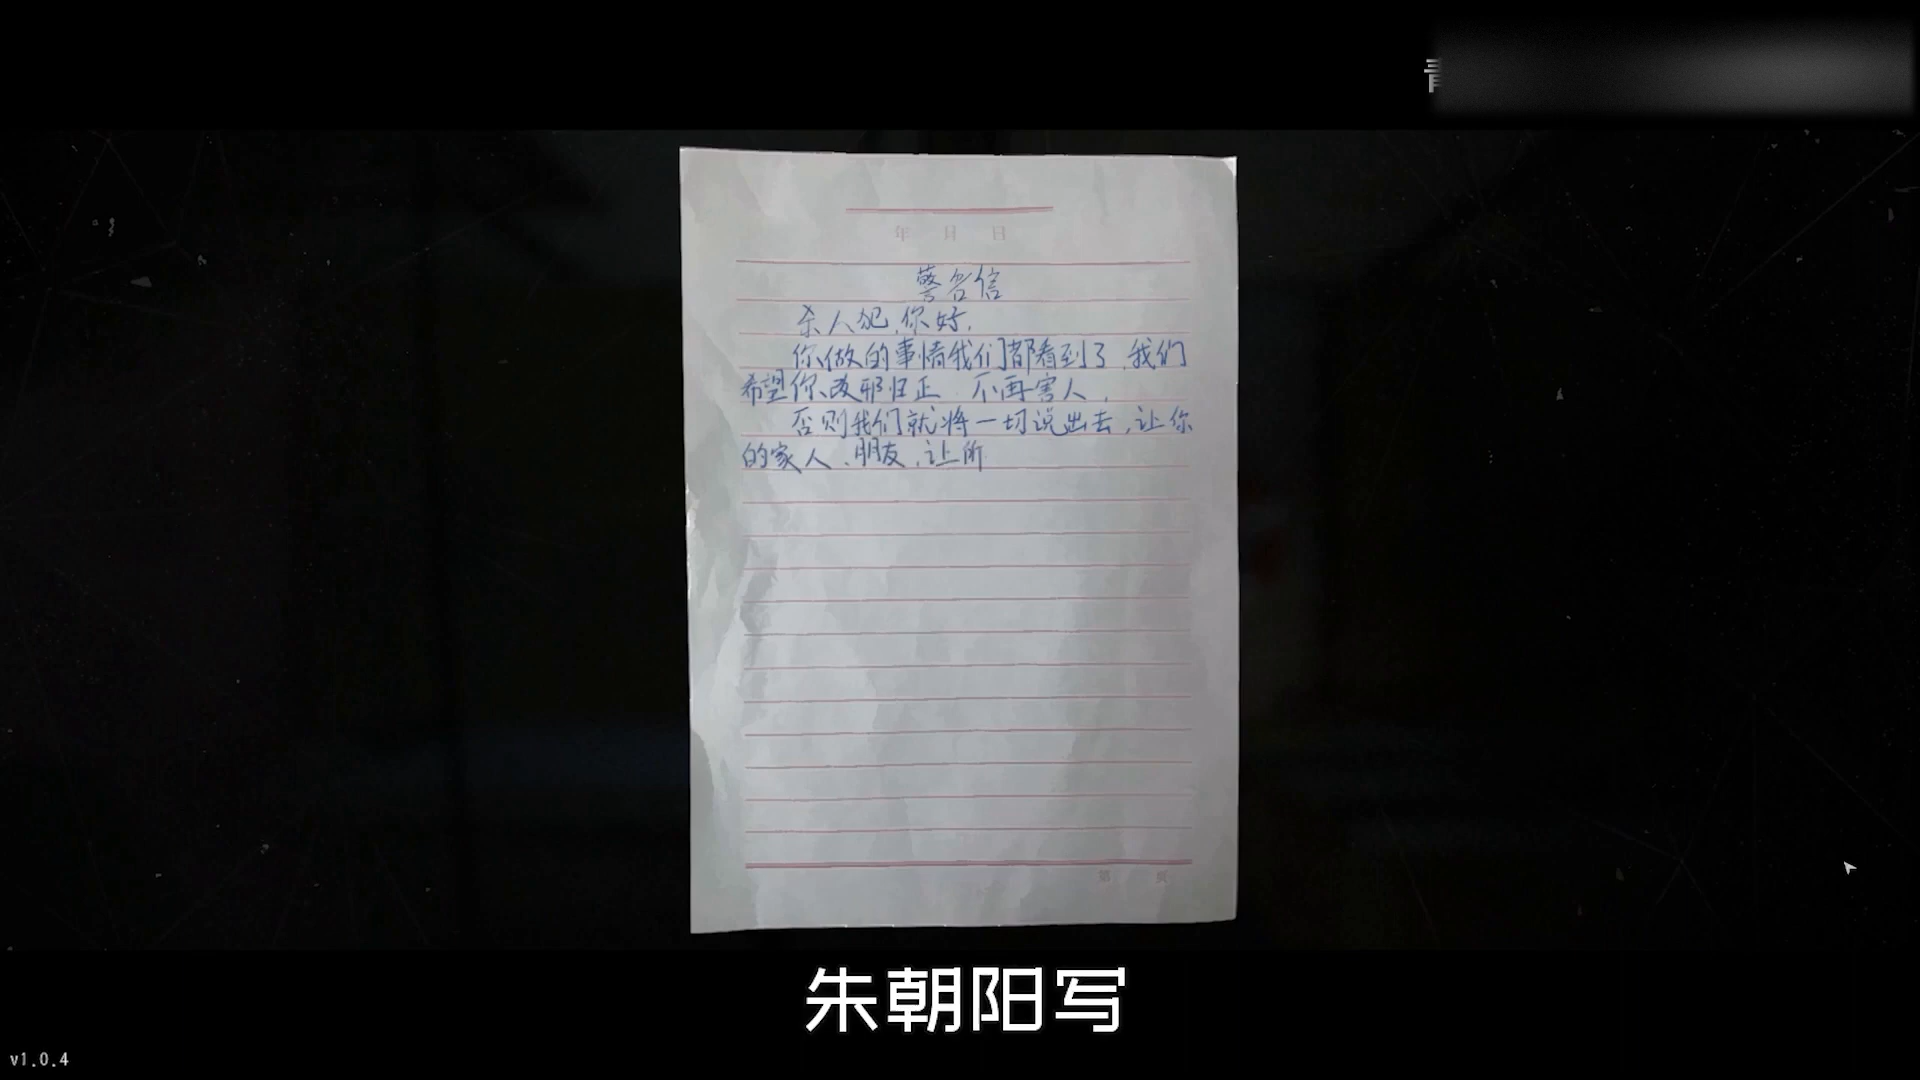 年 月 日
警告信
杀人犯,你好,
你做的事情我们都看到了,我们
希望你改邪归正 不再害人,
否则我们就将一切说出去,让你
的家人、朋友,让所
第 页
朱朝阳写
v1.0.4